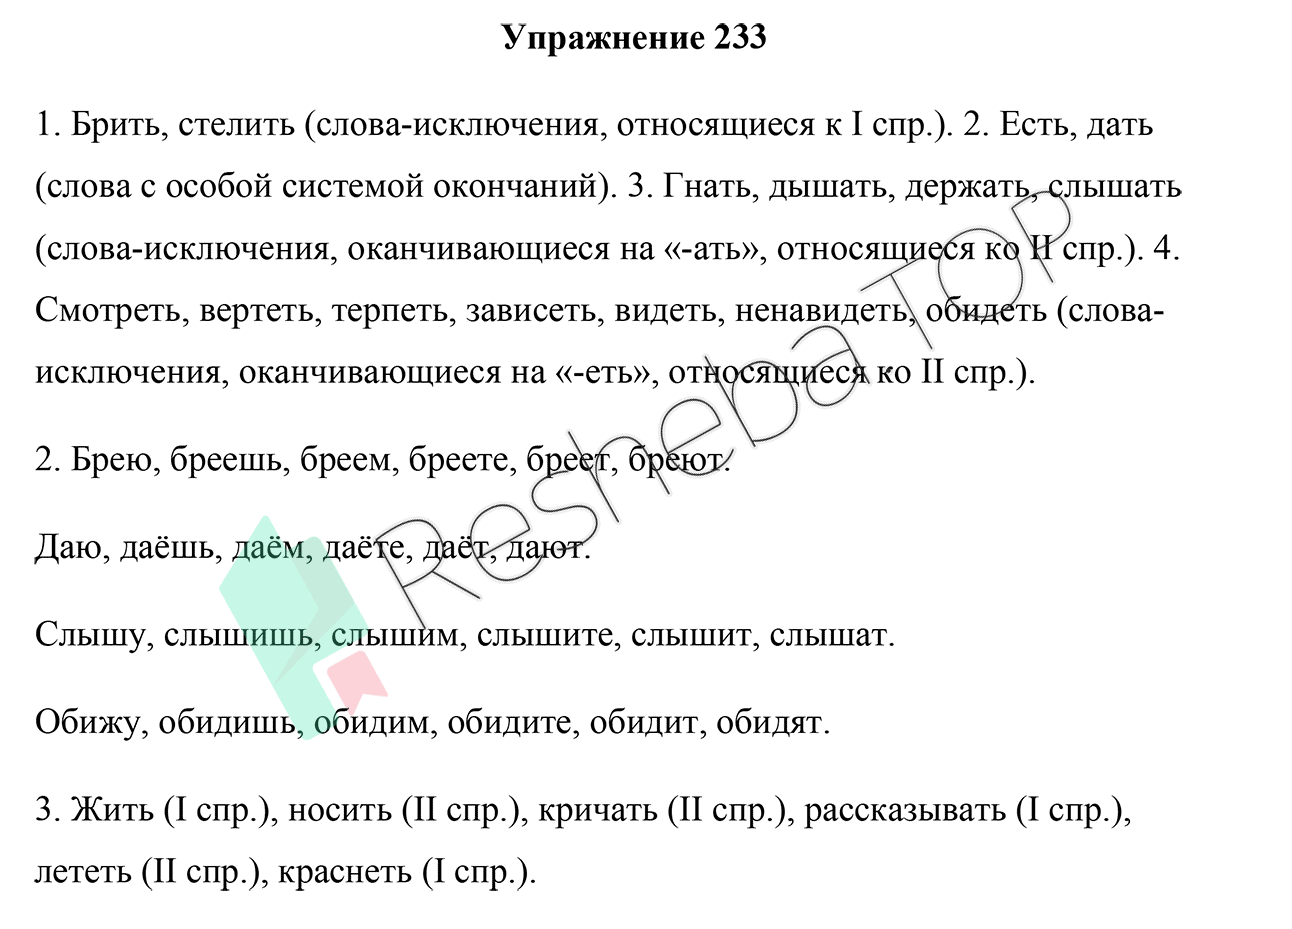 Упражнение 233
1. Брить, стелить (слова-исключения, относящиеся к I спр.). 2. Есть, дать
(слова с особой системой окончаний). 3. Гнать, дышать, держать, слышать
(слова-исключения, оканчивающиеся на «-ать», относящиеся ко II спр.). 4.
Смотреть, вертеть, терпеть, зависеть, видеть, ненавидеть, обидеть (слова-
исключения, оканчивающиеся на «-еть», относящиеся ко II спр.).
2. Брею, бреешь, бреем, бреете, бреет, бреют.
Даю, даёшь, даём, даёте, даёт, дают.
Слышу, слышишь, слышим, слышите, слышит, слышат.
Обижу, обидишь, обидим, обидите, обидит, обидят.
3. Жить (I спр.), носить (II спр.), кричать (II спр.), рассказывать (I спр.),
лететь (II спр.), краснеть (I спр.).
Resheba.TOP